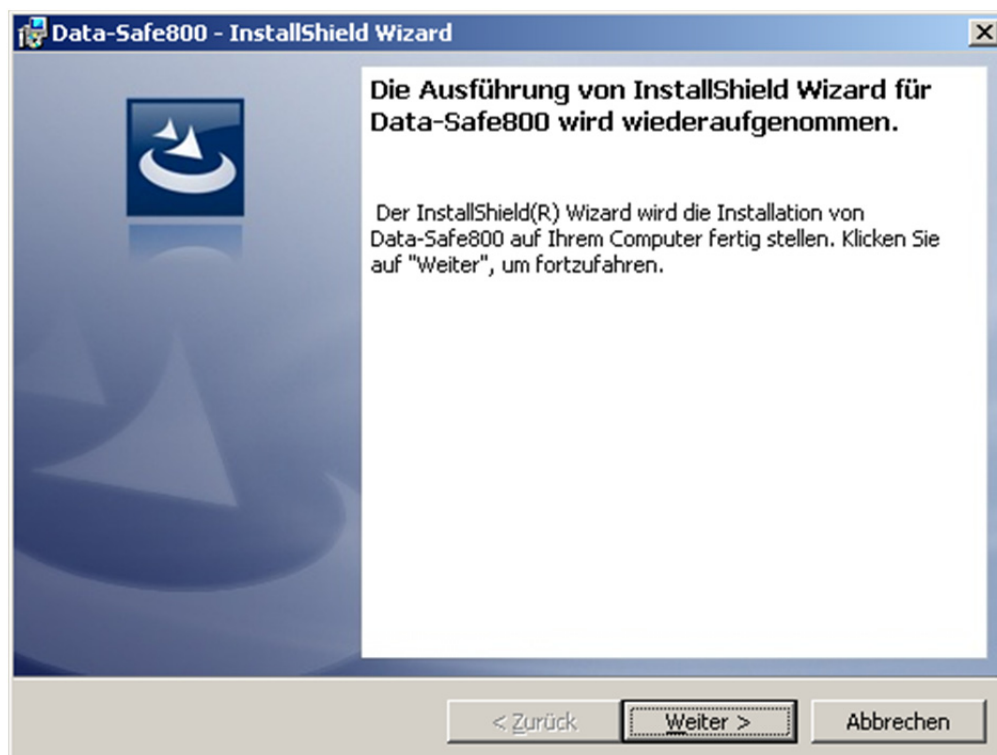 Data-Safe800 - InstallShield Wizard
Die Ausführung von InstallShield Wizard für
Data-Safe800 wird wiederaufgenommen.
Der InstallShield(R) Wizard wird die Installation von
Data-Safe800 auf Ihrem Computer fertig stellen. Klicken Sie
auf "Weiter", um fortzufahren.
< Zurück
Weiter >
Abbrechen